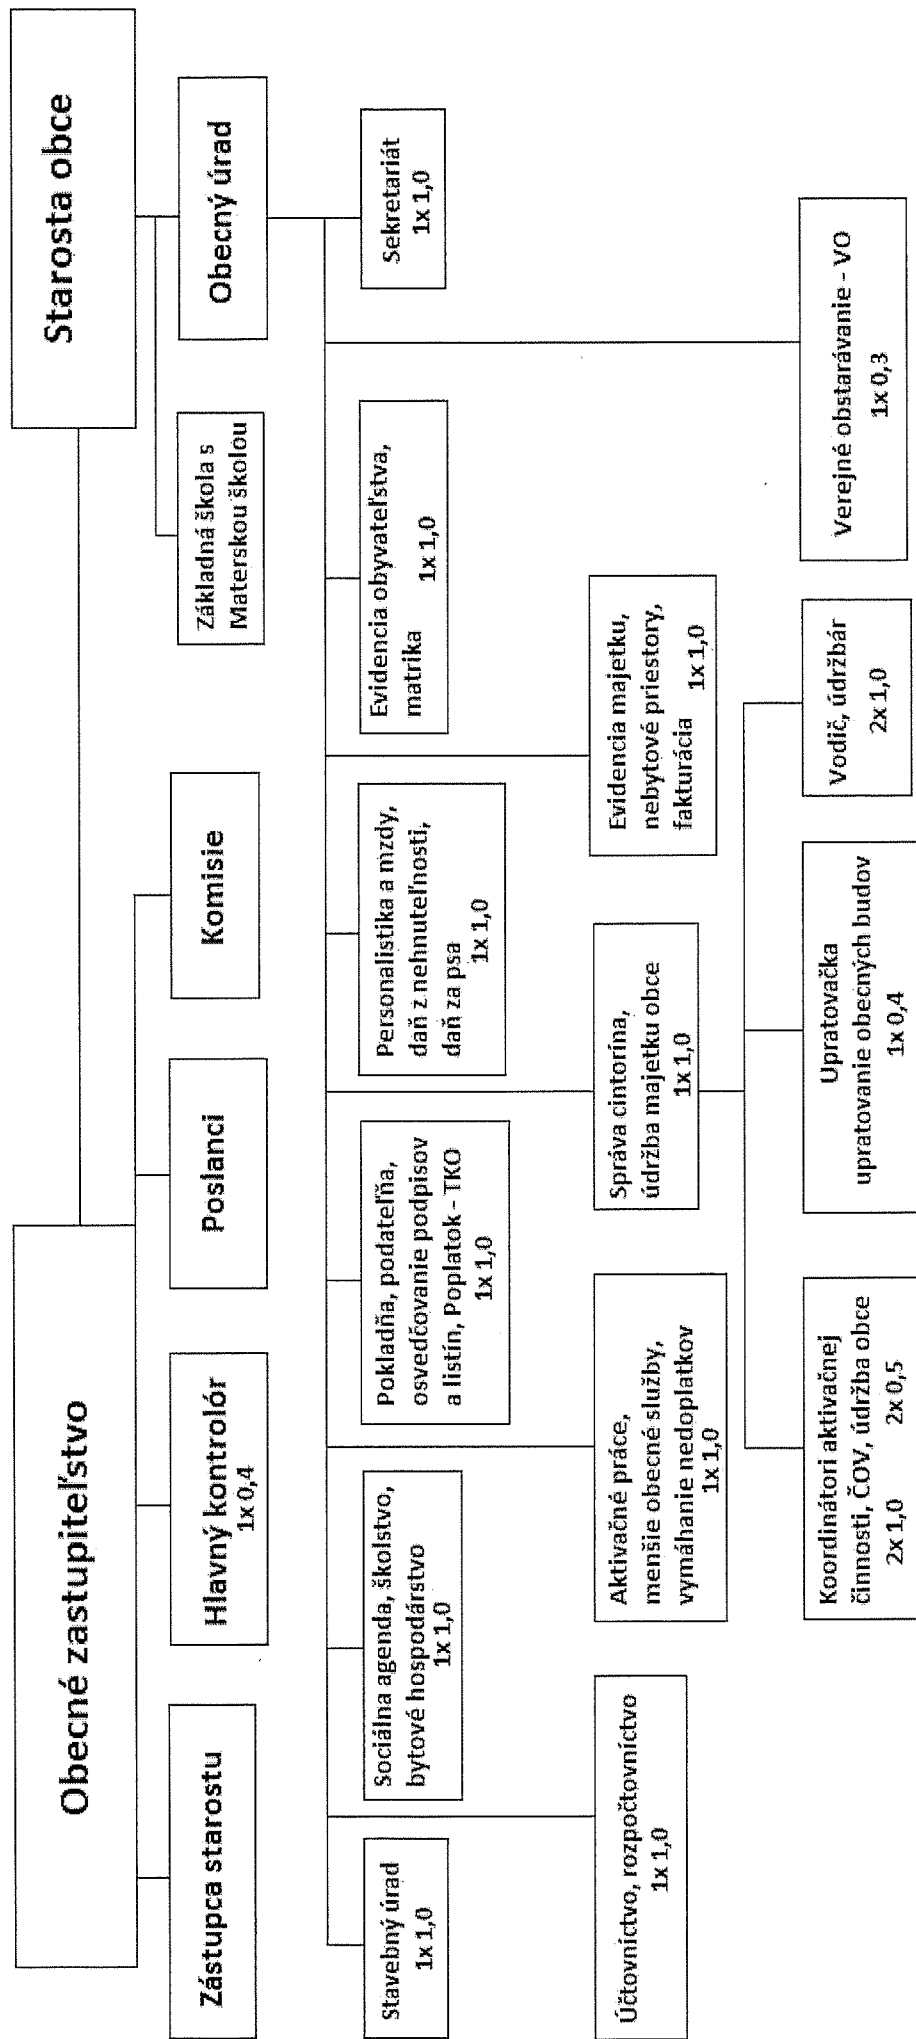 Obecné zastupiteľstvo
Starosta obce
Zástupca starostu
Hlavný kontrolór
1x 0,4
Poslanci
Komisie
Základná škola s
Materskou školou
Obecný úrad
Stavebný úrad
1x 1,0
Sociálna agenda, školstvo,
bytové hospodárstvo
1x 1,0
Pokladňa, podateľňa,
osvedčovanie podpisov
a listín, Poplatok - TKO
1x 1,0
Personalistika a mzdy,
daň z nehnuteľnosti,
daň za psa
1x 1,0
Evidencia obyvateľstva,
matrika 1x 1,0
Sekretariát
1x 1,0
Účtovníctvo, rozpočtovníctvo
1x 1,0
Aktivačné práce,
menšie obecné služby,
vymáhanie nedoplatkov
1x 1,0
Správa cintorína,
údržba majetku obce
1x 1,0
Evidencia majetku,
nebytové priestory,
fakturácia 1x 1,0
Koordinátori aktivačnej
činnosti, ČOV, údržba obce
2x 1,0 2x 0,5
Upratovačka
upratovanie obecných budov
1x 0,4
Vodič, údržbár
2x 1,0
Verejné obstarávanie - VO
1x 0,3